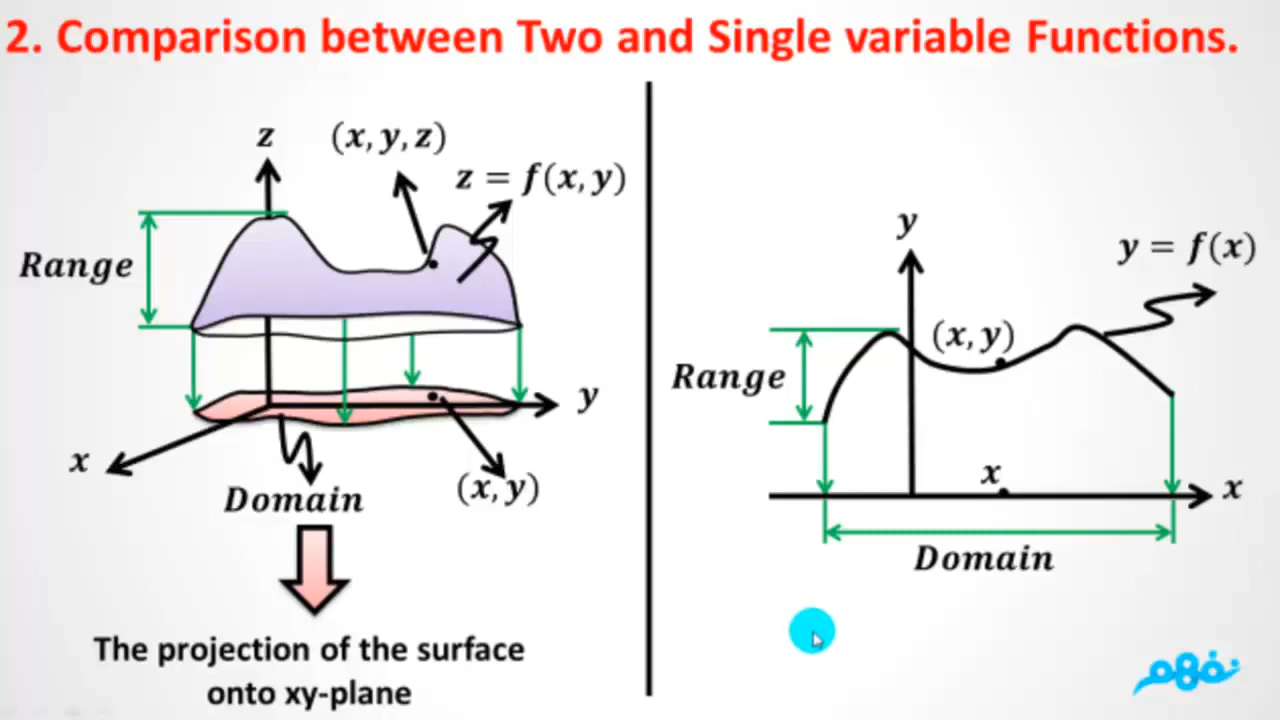 2. Comparison between Two and Single variable Functions.
z
(x, y, z)
z = f(x, y)
Range
y
x
(x, y)
Domain
The projection of the surface
onto xy-plane
y
y = f(x)
(x, y)
Range
x
x
Domain
نفهم